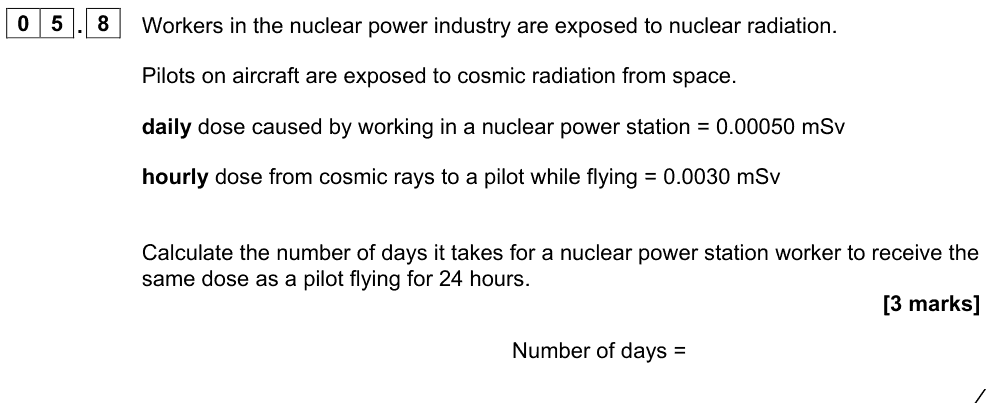 05.8 Workers in the nuclear power industry are exposed to nuclear radiation.
Pilots on aircraft are exposed to cosmic radiation from space.
daily dose caused by working in a nuclear power station = 0.00050 mSv
hourly dose from cosmic rays to a pilot while flying = 0.0030 mSv
Calculate the number of days it takes for a nuclear power station worker to receive the
same dose as a pilot flying for 24 hours.
[3 marks]
Number of days =